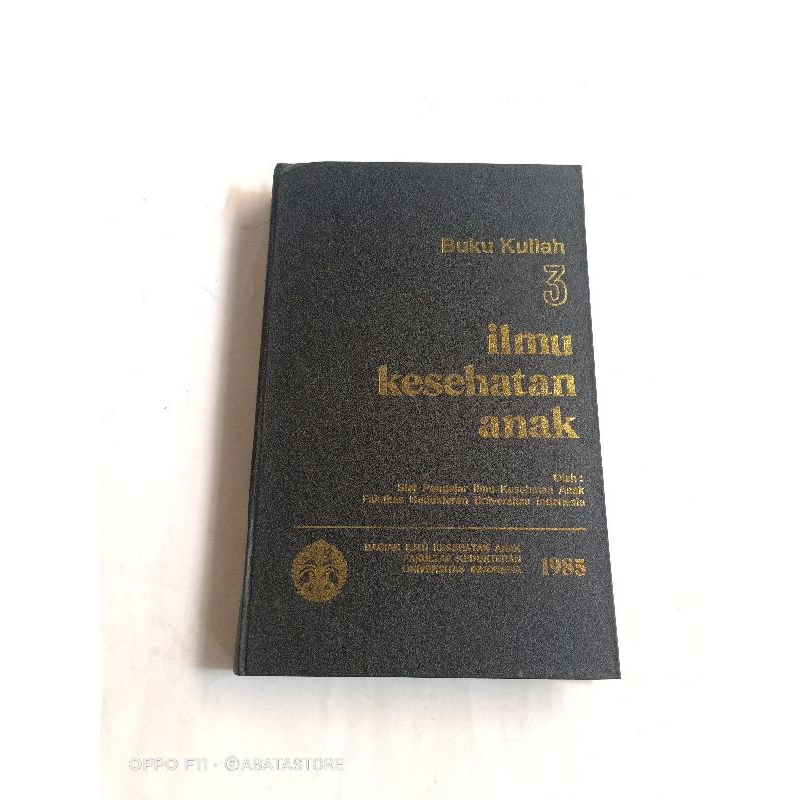 Buku Kuliah
3
ilmu
kesehatan
anak
Oleh :
Staf Pengajar Ilmu Kesehatan Anak
Fakultas Kedokteran Universitas Indonesia
BAGIAN ILMU KESEHATAN ANAK
FAKULTAS KEDOKTERAN
UNIVERSITAS INDONESIA
1985
OPPO F11 · ©ABATASTORE